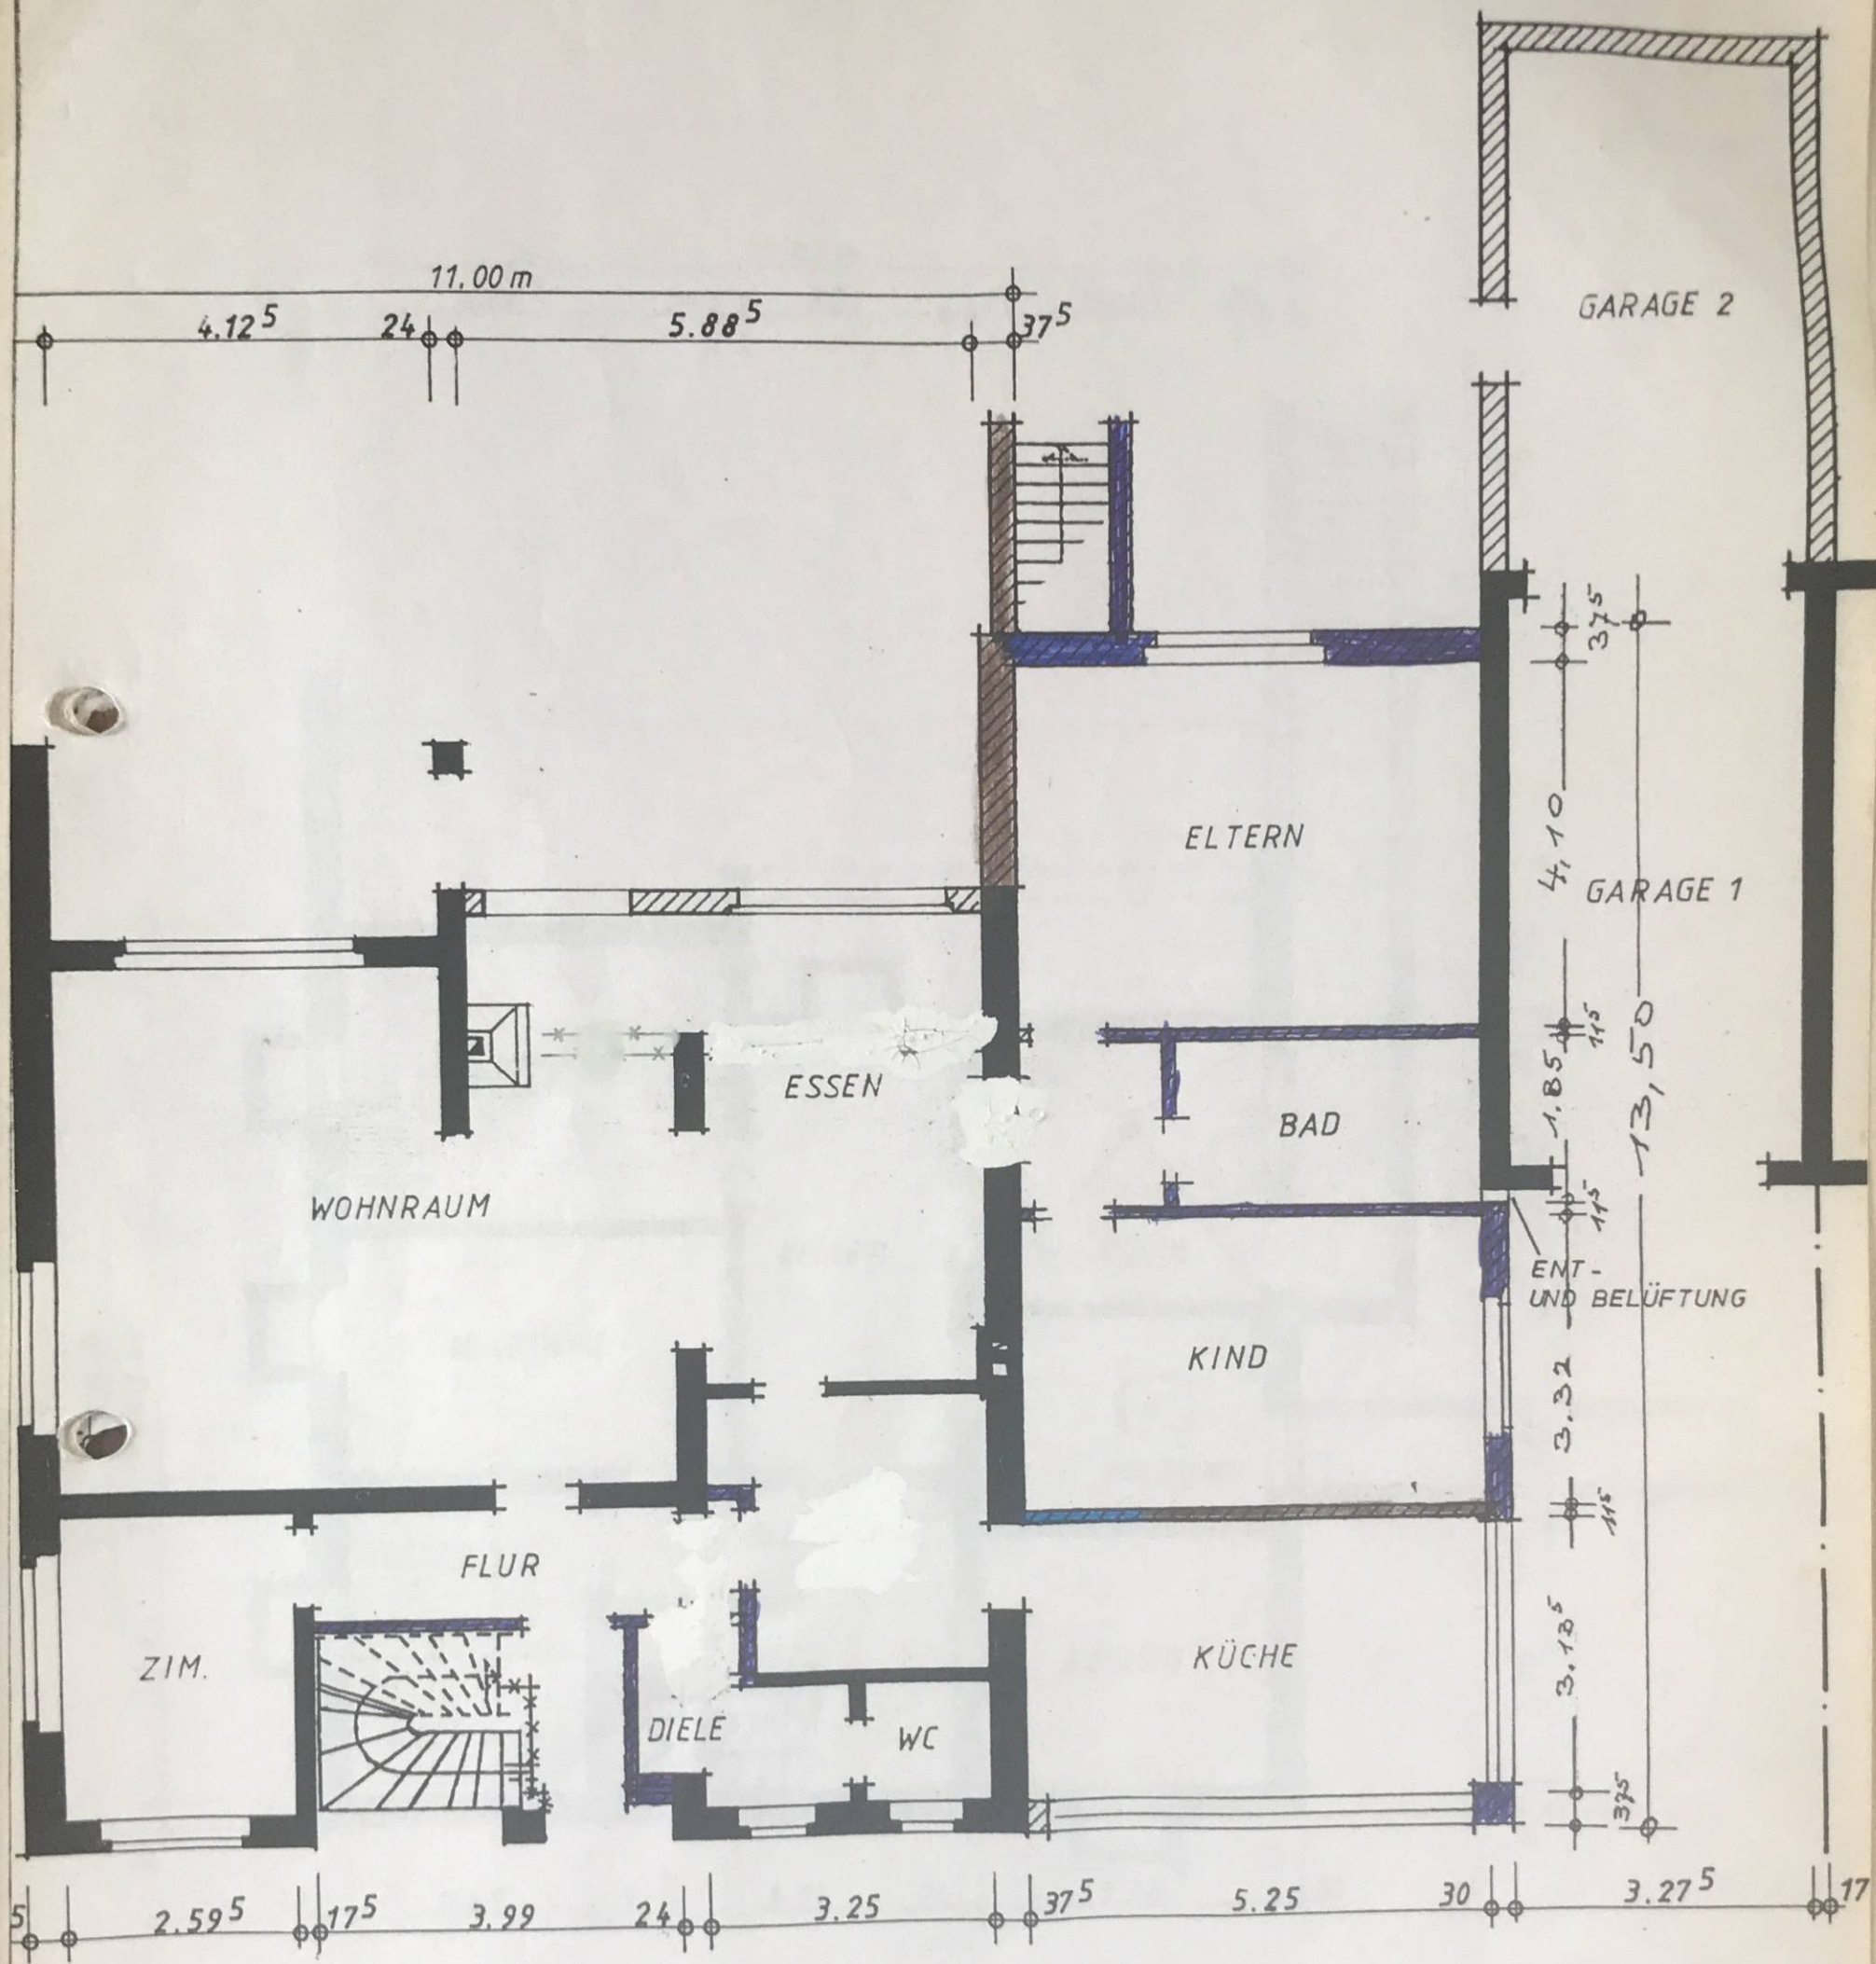 11.00 m
4.12⁵ 24 5.88⁵ 37⁵
GARAGE 2
37⁵
ELTERN
4,10
GARAGE 1
11⁵
ESSEN
1.85
13,50
BAD
WOHNRAUM
11⁵
ENT-
UND BELÜFTUNG
KIND
3.32
11⁵
FLUR
ZIM.
KÜCHE
3.13⁵
DIELE
WC
37⁵
5 2.59⁵ 17⁵ 3.99 24 3.25 37⁵ 5.25 30 3.27⁵ 17